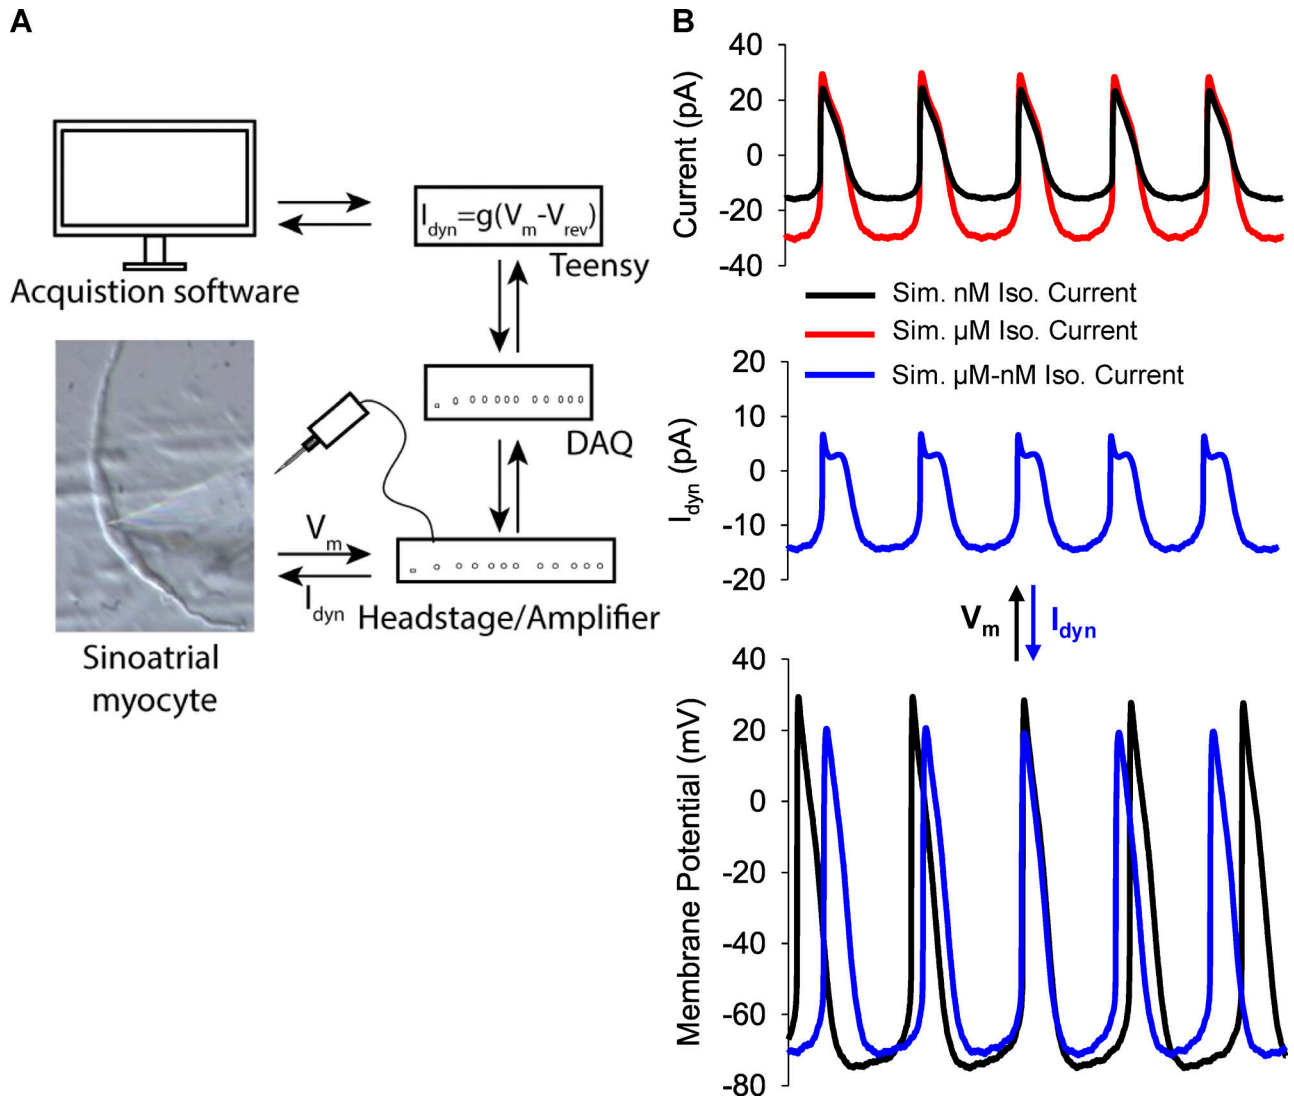 A
Acquistion software
I_dyn=g(V_m-V_rev)
Teensy
DAQ
V_m
I_dyn
Headstage/Amplifier
Sinoatrial
myocyte
B
Current (pA)
40
20
0
-20
-40
Sim. nM Iso. Current
Sim. µM Iso. Current
Sim. µM-nM Iso. Current
I_dyn (pA)
20
10
0
-10
-20
V_m
I_dyn
Membrane Potential (mV)
40
20
0
-20
-40
-60
-80